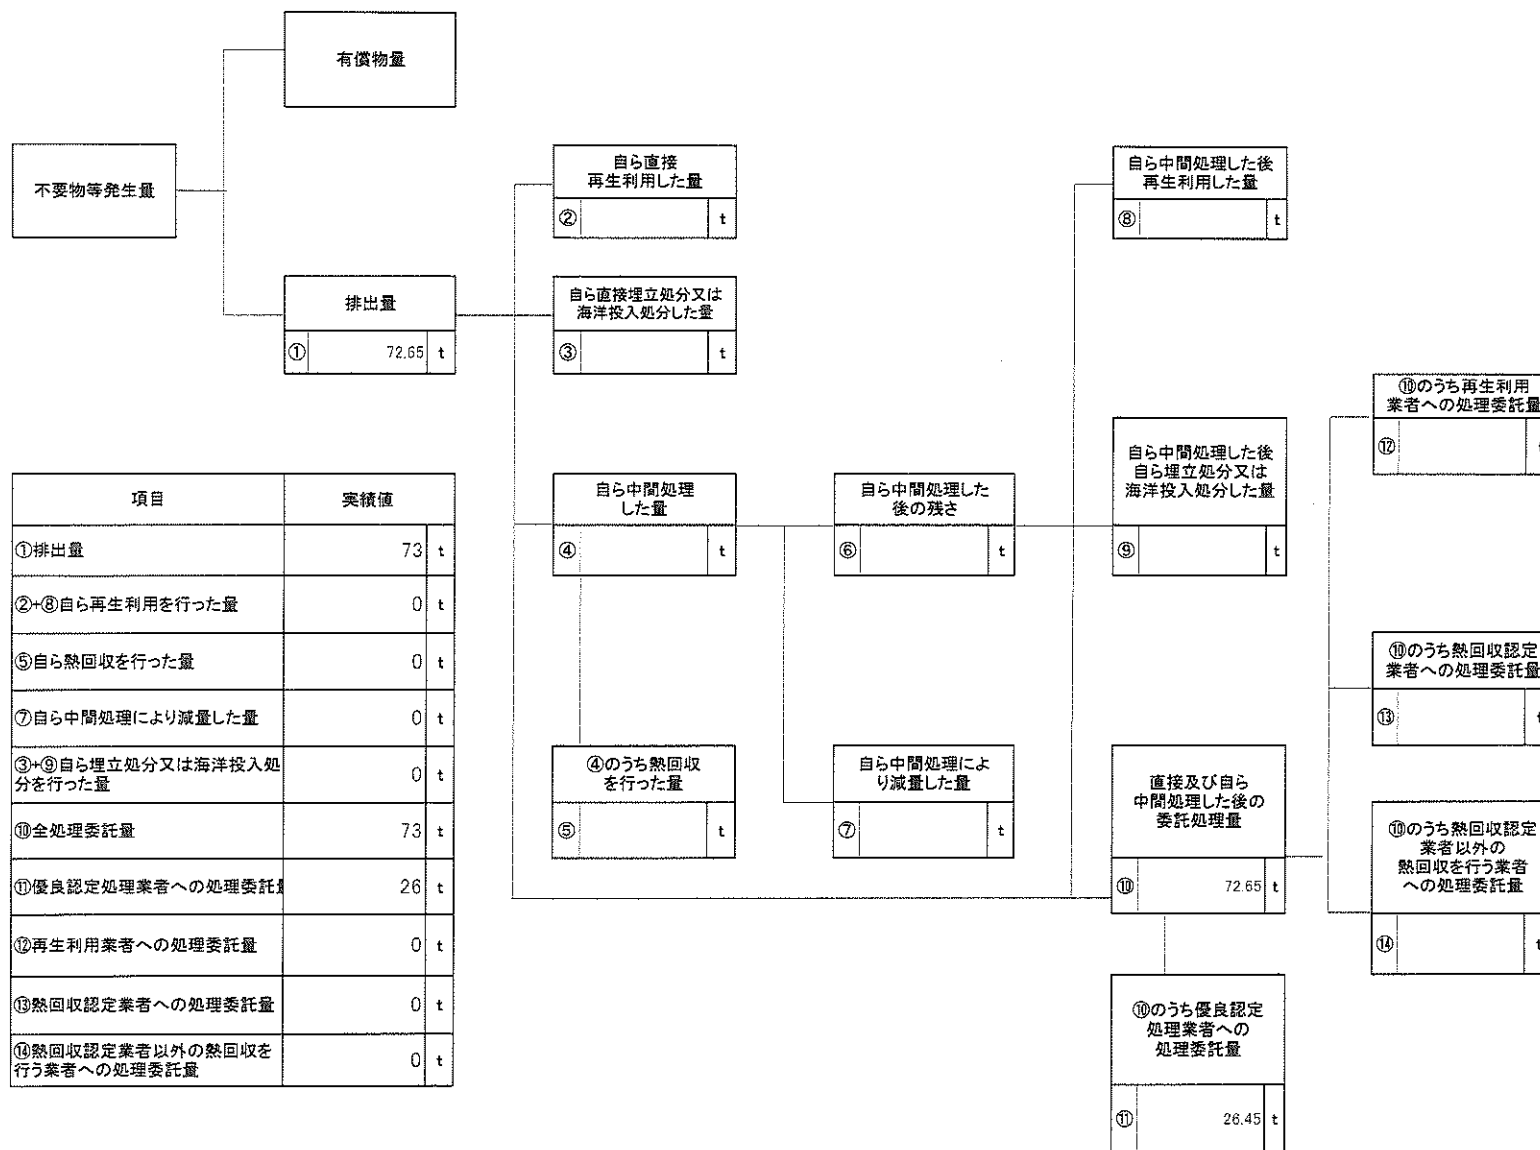 有償物量
不要物等発生量
排出量
① 72.65 t
自ら直接
再生利用した量
② t
自ら直接埋立処分又は
海洋投入処分した量
③ t
自ら中間処理
した量
④ t
④のうち熱回収
を行った量
⑤ t
自ら中間処理した
後の残さ
⑥ t
自ら中間処理によ
り減量した量
⑦ t
自ら中間処理した後
再生利用した量
⑧ t
自ら中間処理した後
自ら埋立処分又は
海洋投入処分した量
⑨ t
直接及び自ら
中間処理した後の
委託処理量
⑩ 72.65 t
⑩のうち優良認定
処理業者への
処理委託量
⑪ 26.45 t
⑩のうち再生利用
業者への処理委託量
⑫ t
⑩のうち熱回収認定
業者への処理委託量
⑬ t
⑩のうち熱回収認定
業者以外の
熱回収を行う業者
への処理委託量
⑭ t
項目 実績値
①排出量 73 t
②+⑧自ら再生利用を行った量 0 t
⑤自ら熱回収を行った量 0 t
⑦自ら中間処理により減量した量 0 t
③+⑨自ら埋立処分又は海洋投入処
分を行った量 0 t
⑩全処理委託量 73 t
⑪優良認定処理業者への処理委託 26 t
⑫再生利用業者への処理委託量 0 t
⑬熱回収認定業者への処理委託量 0 t
⑭熱回収認定業者以外の熱回収を
行う業者への処理委託量 0 t